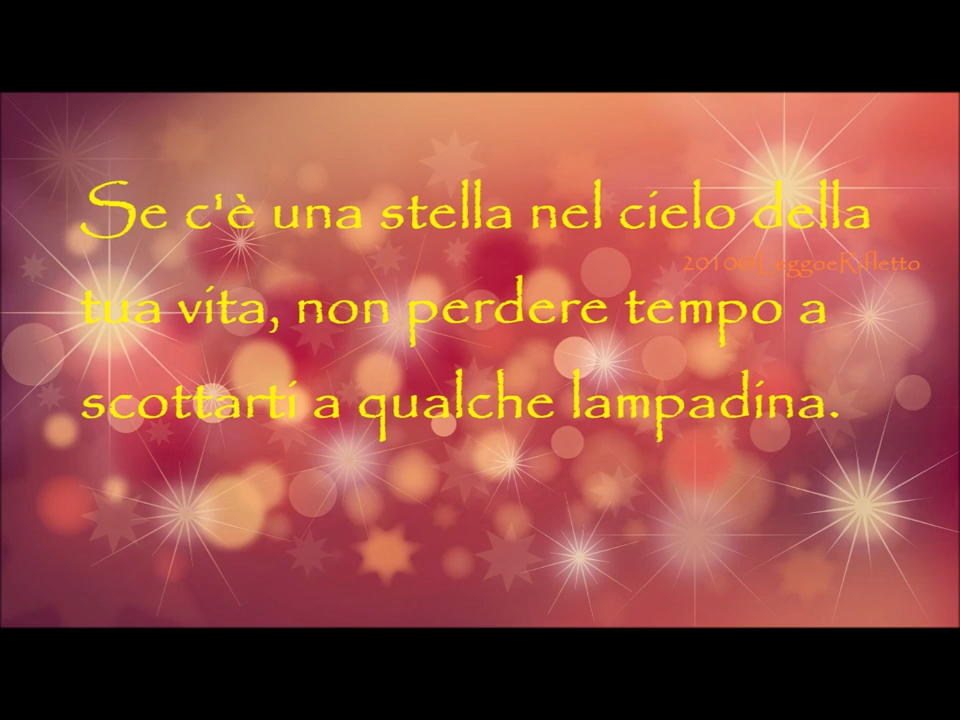 Se c'è una stella nel cielo della
2010@LeggoeRifletto
tua vita, non perdere tempo a
scottarti a qualche lampadina.